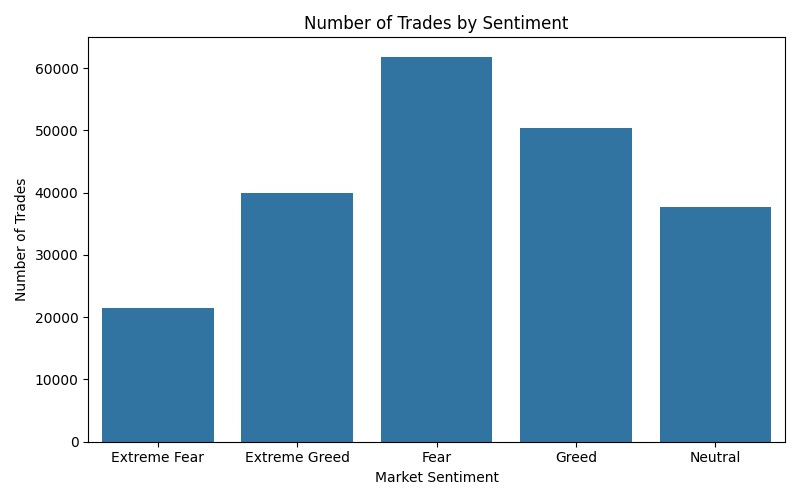 Number of Trades by Sentiment
Number of Trades
60000
50000
40000
30000
20000
10000
0
Extreme Fear Extreme Greed Fear Greed Neutral
Market Sentiment